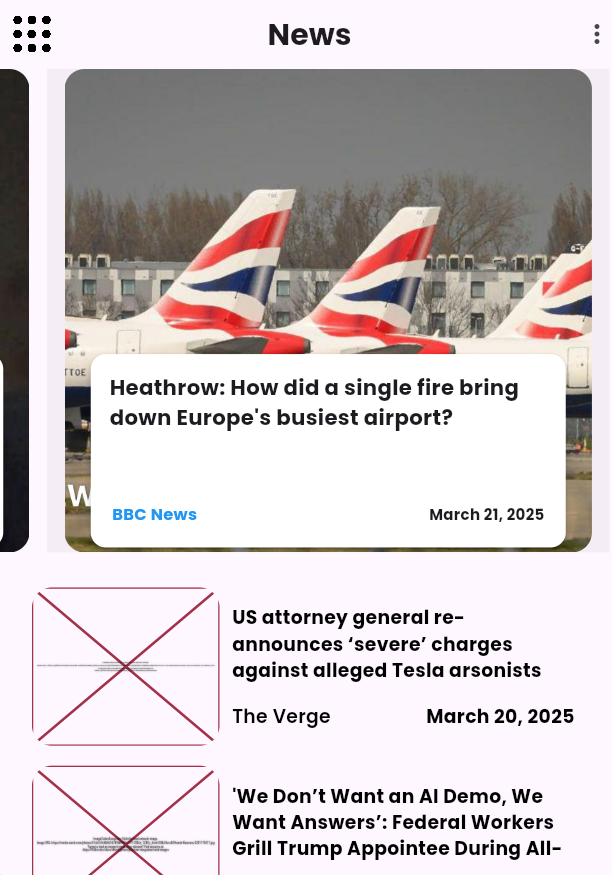 News
Heathrow: How did a single fire bring
down Europe's busiest airport?
W
BBC News
March 21, 2025
US attorney general re-
announces ‘severe’ charges
against alleged Tesla arsonists
The Verge
March 20, 2025
'We Don’t Want an AI Demo, We
Want Answers’: Federal Workers
Grill Trump Appointee During All-